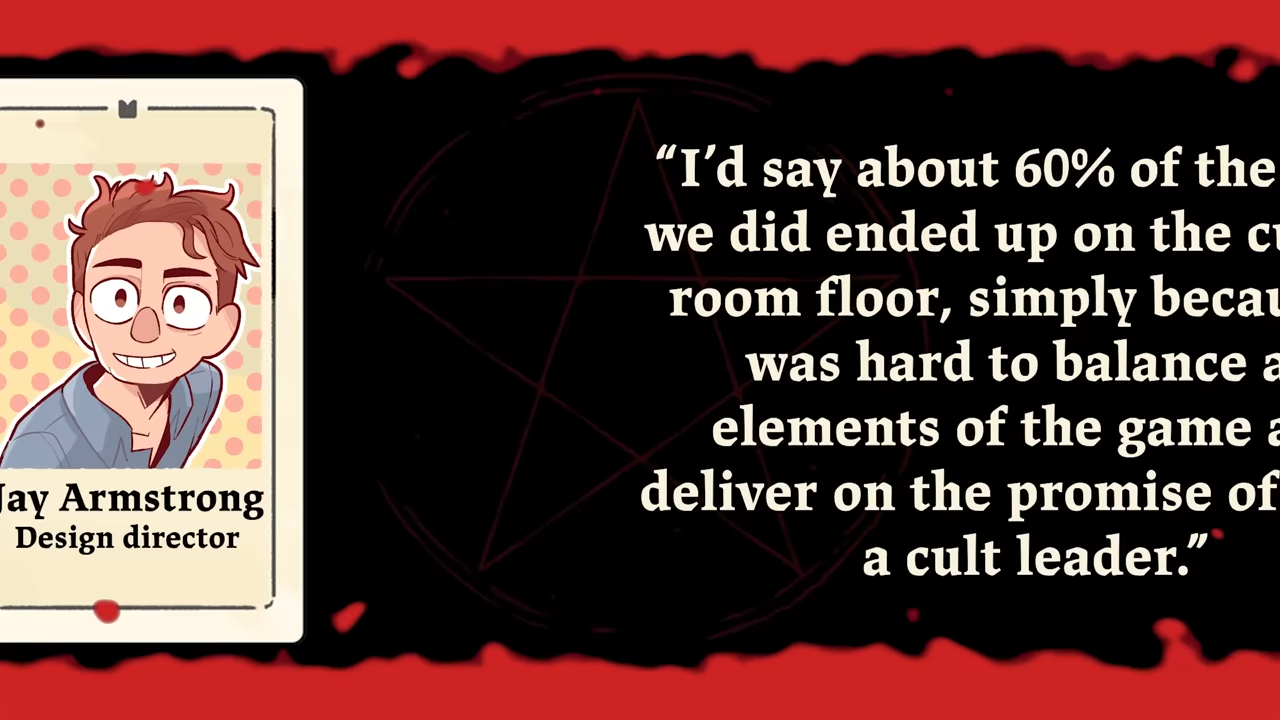 Jay Armstrong
Design director
“I’d say about 60% of the
we did ended up on the
room floor, simply
was hard to balance
elements of the game
deliver on the promise of
a cult leader.”